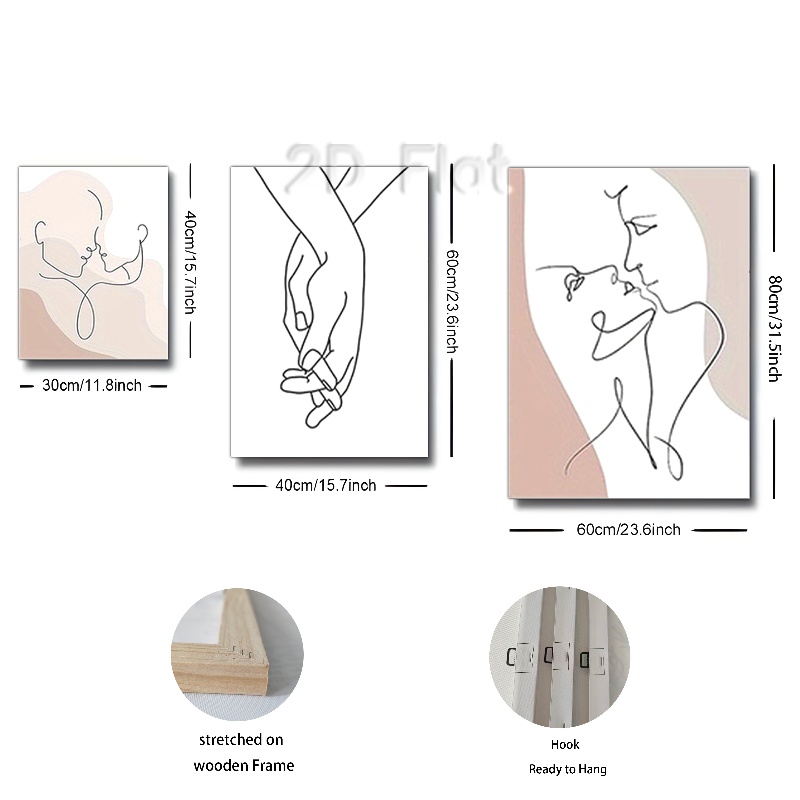 2D Flat
40cm/15.7inch
30cm/11.8inch
60cm/23.6inch
40cm/15.7inch
80cm/31.5inch
60cm/23.6inch
stretched on
wooden Frame
Hook
Ready to Hang